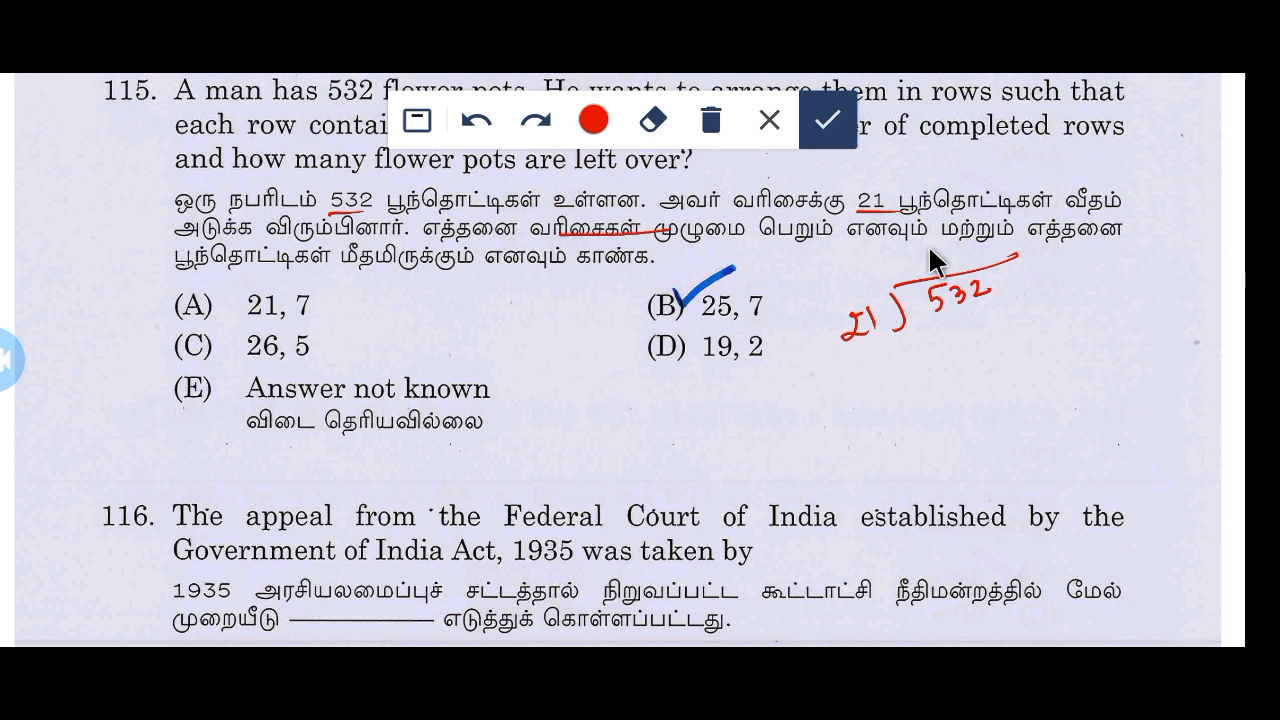 115. A man has 532 flower pots. He wants to arrange them in rows such that
each row contai er of completed rows
and how many flower pots are left over?
ஒரு நபரிடம் 532 பூந்தொட்டிகள் உள்ளன. அவர் வரிசைக்கு 21 பூந்தொட்டிகள் வீதம்
அடுக்க விரும்பினார். எத்தனை வரிசைகள் முழுமை பெறும் எனவும் மற்றும் எத்தனை
பூந்தொட்டிகள் மீதமிருக்கும் எனவும் காண்க.
(A) 21, 7 (B) 25, 7
21 ) 532
(C) 26, 5 (D) 19, 2
(E) Answer not known
விடை தெரியவில்லை
116. The appeal from the Federal Court of India established by the
Government of India Act, 1935 was taken by
1935 அரசியலமைப்புச் சட்டத்தால் நிறுவப்பட்ட கூட்டாட்சி நீதிமன்றத்தில் மேல்
முறையீடு ———— எடுத்துக் கொள்ளப்பட்டது.